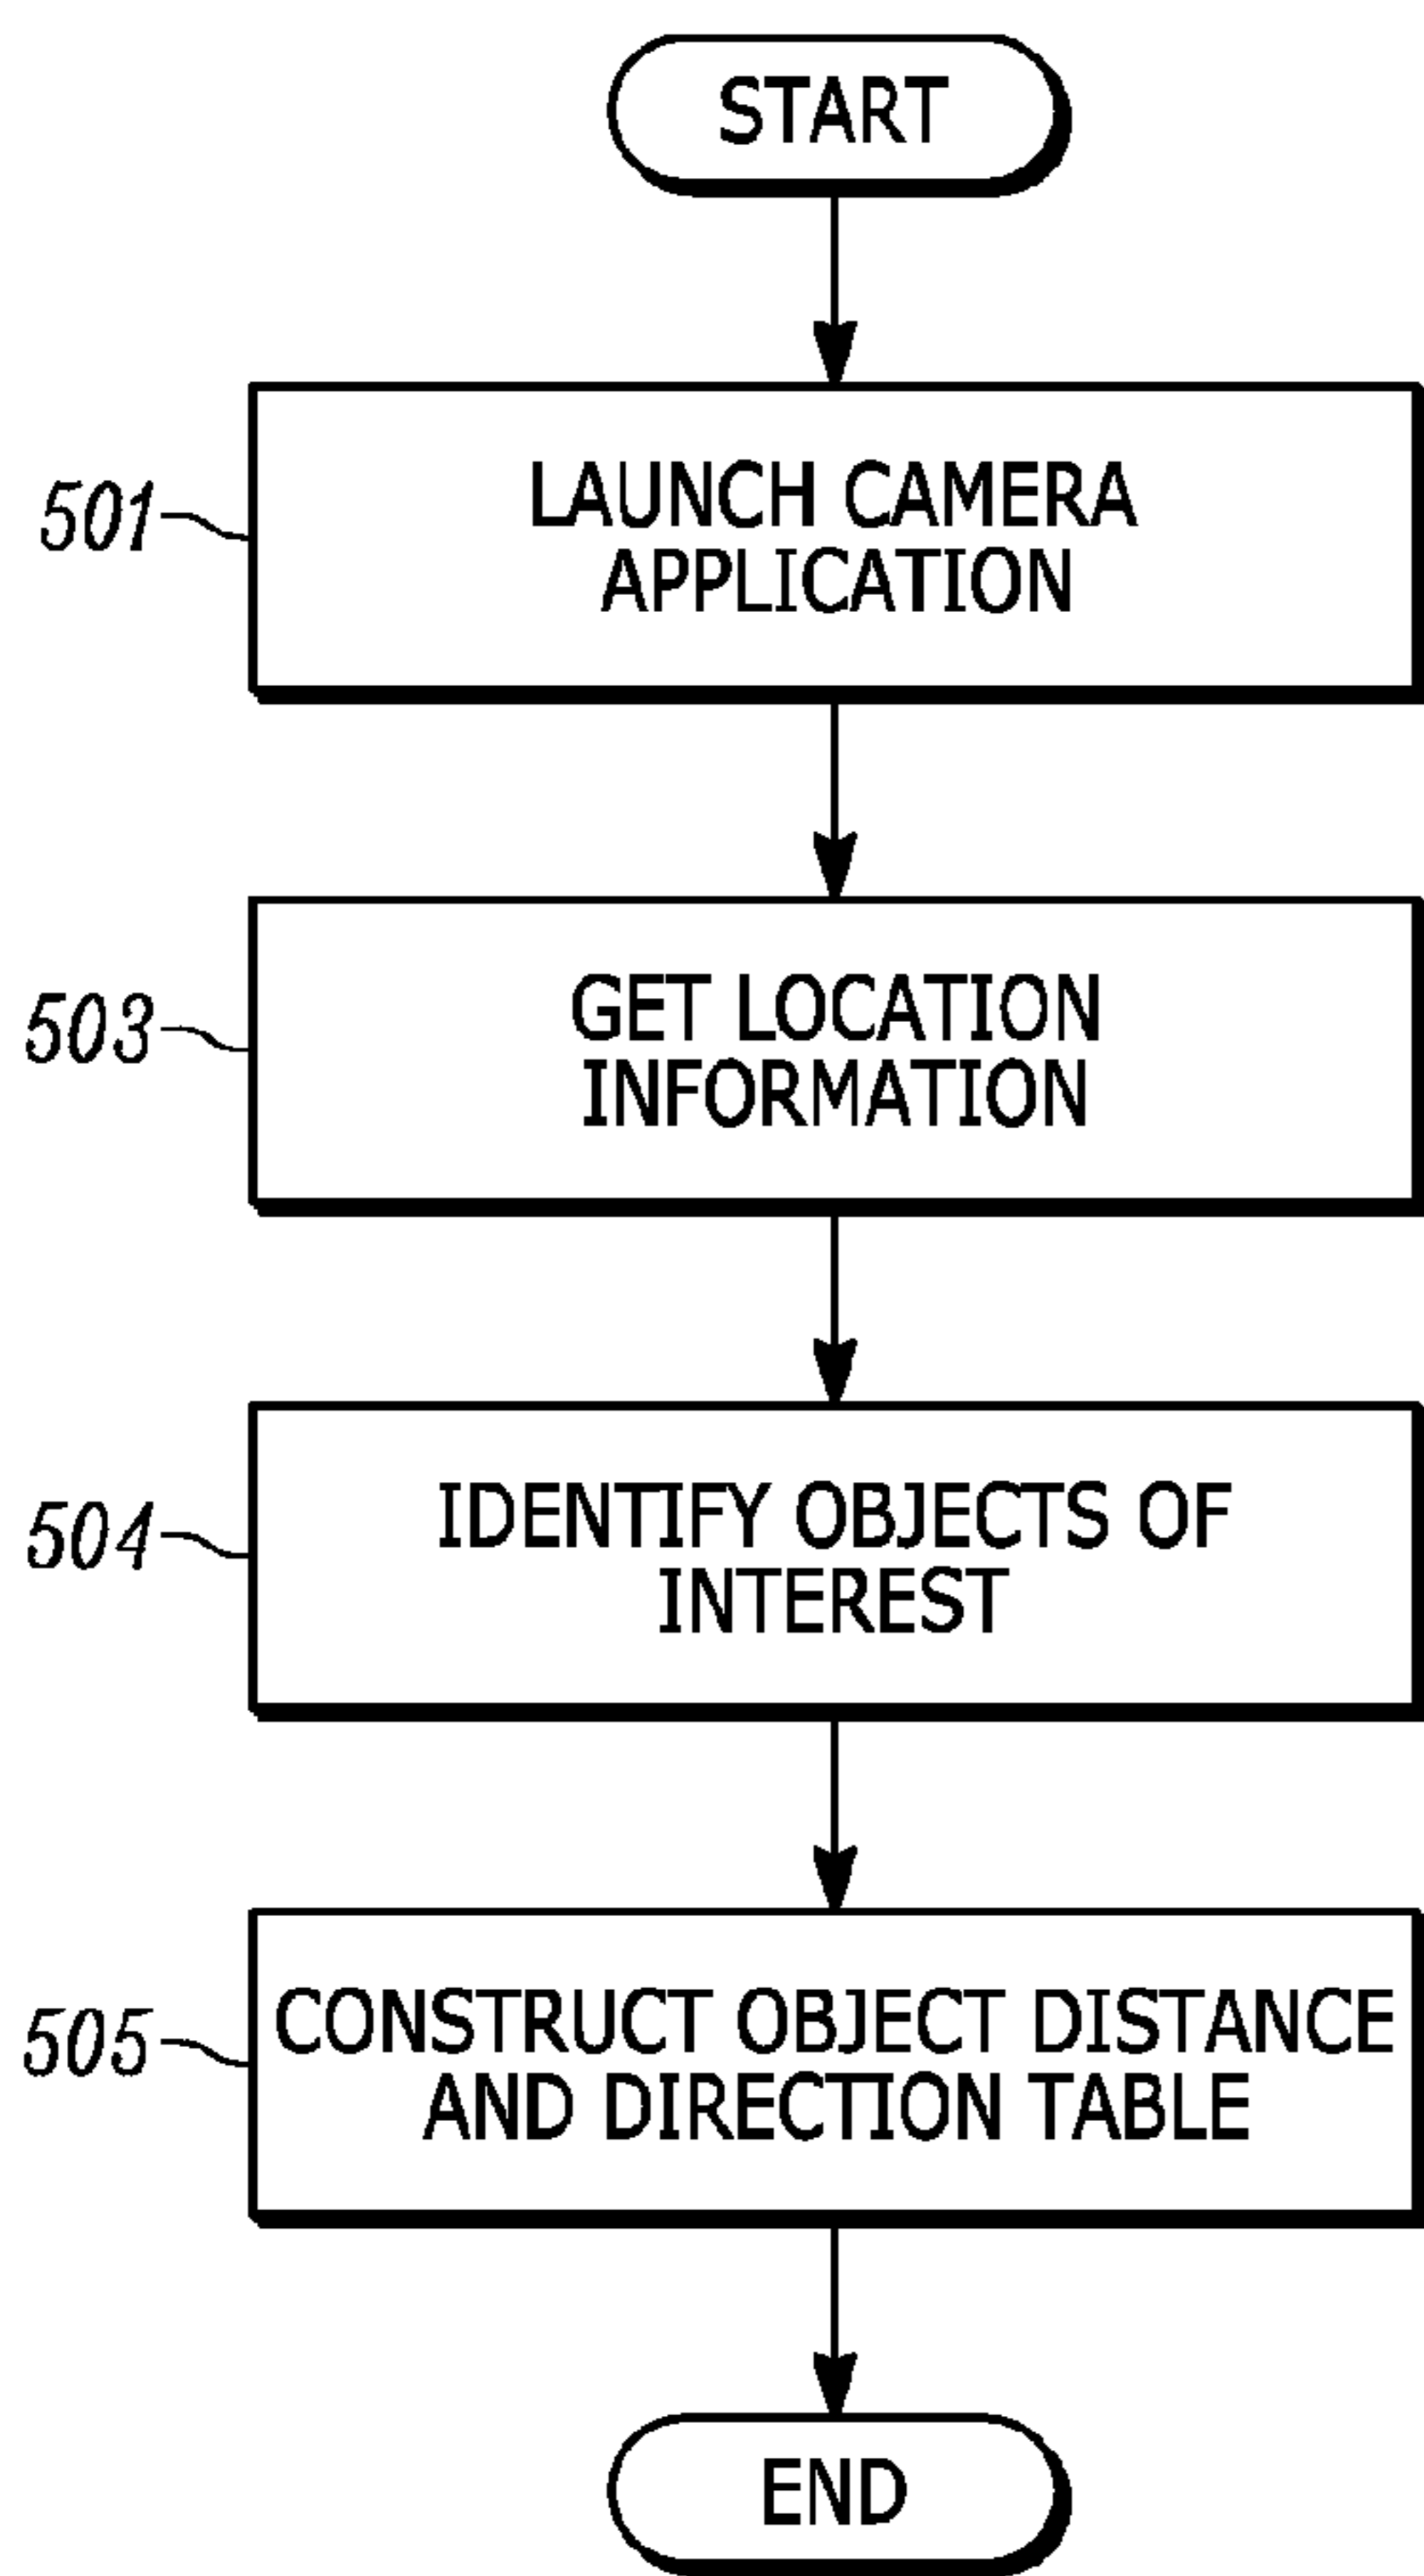 START
501
LAUNCH CAMERA
APPLICATION
503
GET LOCATION
INFORMATION
504
IDENTIFY OBJECTS OF
INTEREST
505
CONSTRUCT OBJECT DISTANCE
AND DIRECTION TABLE
END